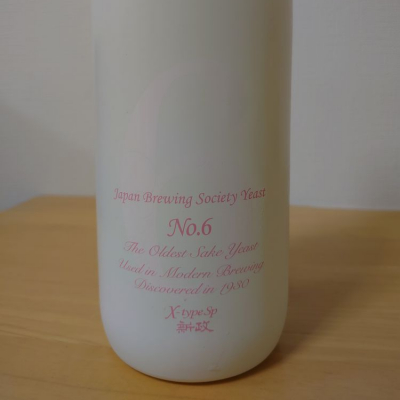 Japan Brewing Society Yeast
No.6
The Oldest Sake Yeast
Used in Modern Brewing
Discovered in 1930
X-type.Sp
新政